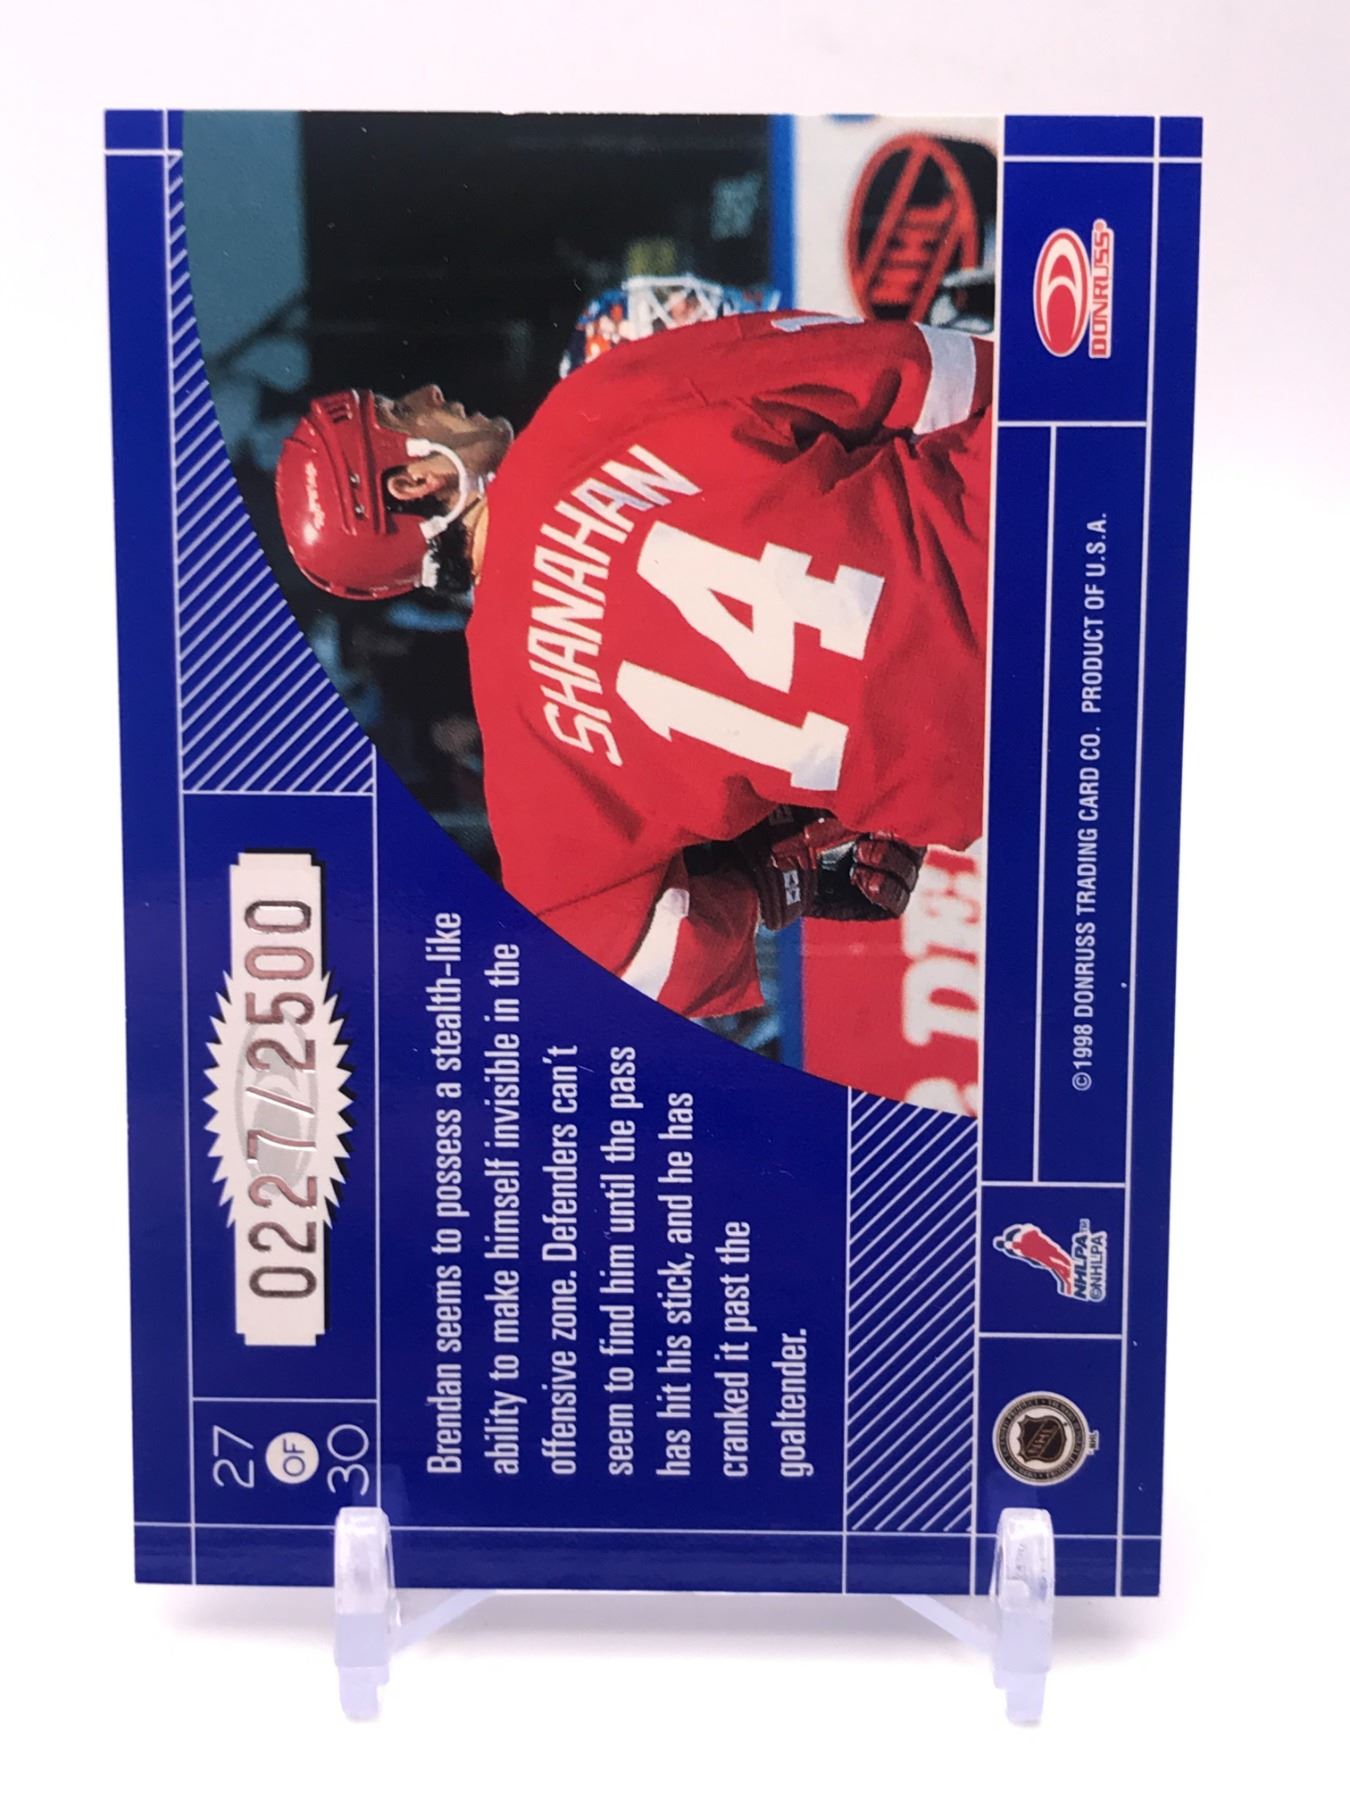 27
OF
30
0227/2500
Brendan seems to possess a stealth-like
ability to make himself invisible in the
offensive zone. Defenders can't
seem to find him until the pass
has hit his stick, and he has
cranked it past the
goaltender.
SHANAHAN
14
NHL
NHL
NHLPA™
©NHLPA
©1998 DONRUSS TRADING CARD CO. PRODUCT OF U.S.A.
DONRUSS®